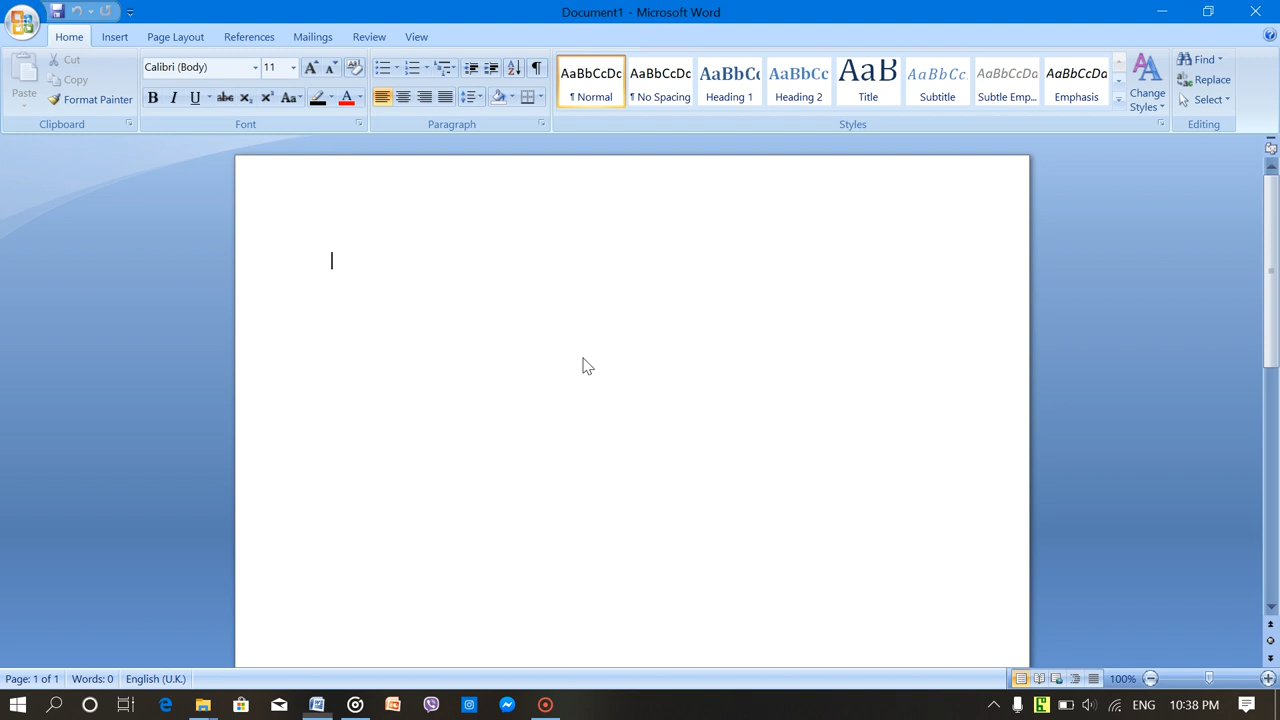 Document1 - Microsoft Word
Home Insert Page Layout References Mailings Review View
Paste
Cut
Copy
Format Painter
Clipboard
Calibri (Body) 11
B I U abc x₂ x² Aa
Font
Paragraph
AaBbCcDc AaBbCcDc AaBbCc AaBbCc AaB AaBbCc. AaBbCcDa AaBbCcDa
¶ Normal ¶ No Spacing Heading 1 Heading 2 Title Subtitle Subtle Emp... Emphasis
Change
Styles
Styles
Find
Replace
Select
Editing
Page: 1 of 1 Words: 0 English (U.K.) 100%
ENG 10:38 PM